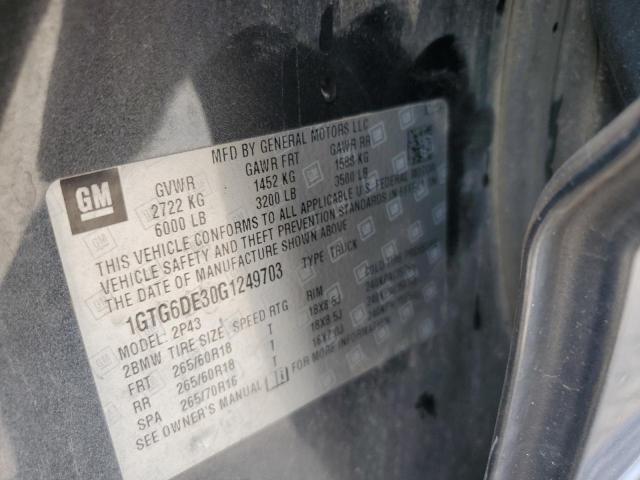 GM
MFD BY GENERAL MOTORS LLC
GVWR GAWR FRT GAWR RR
2722 KG 1452 KG 1588 KG
6000 LB 3200 LB 3500 LB
THIS VEHICLE CONFORMS TO ALL APPLICABLE U.S. FEDERAL
VEHICLE SAFETY AND THEFT PREVENTION STANDARDS IN EFFECT ON
THE DATE OF MANUFACTURE SHOWN ABOVE
1GTG6DE30G1249703 TYPE: TRUCK
MODEL: 2P43
2BMW TIRE SIZE SPEED RTG RIM COLD TIRE PRESSURE
FRT 265/60R18 T 18X8.5J
RR 265/60R18 T 18X8.5J
SPA 265/70R16 T
SEE OWNER'S MANUAL